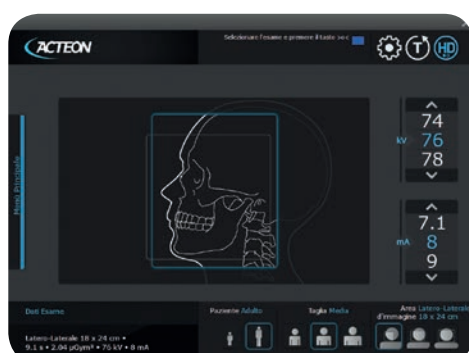 ACTEON
Selezionare l'esame e premere il tasto >o<
T
HD
74
kV 76
78
7.1
mA 8
9
Menù Principale
Dati Esame
Paziente Adulto
Taglia Media
Area Latero-Laterale
d'immagine 18 x 24 cm
Latero-Laterale 18 x 24 cm •
9.1 s • 2.04 µGym² • 76 kV • 8 mA